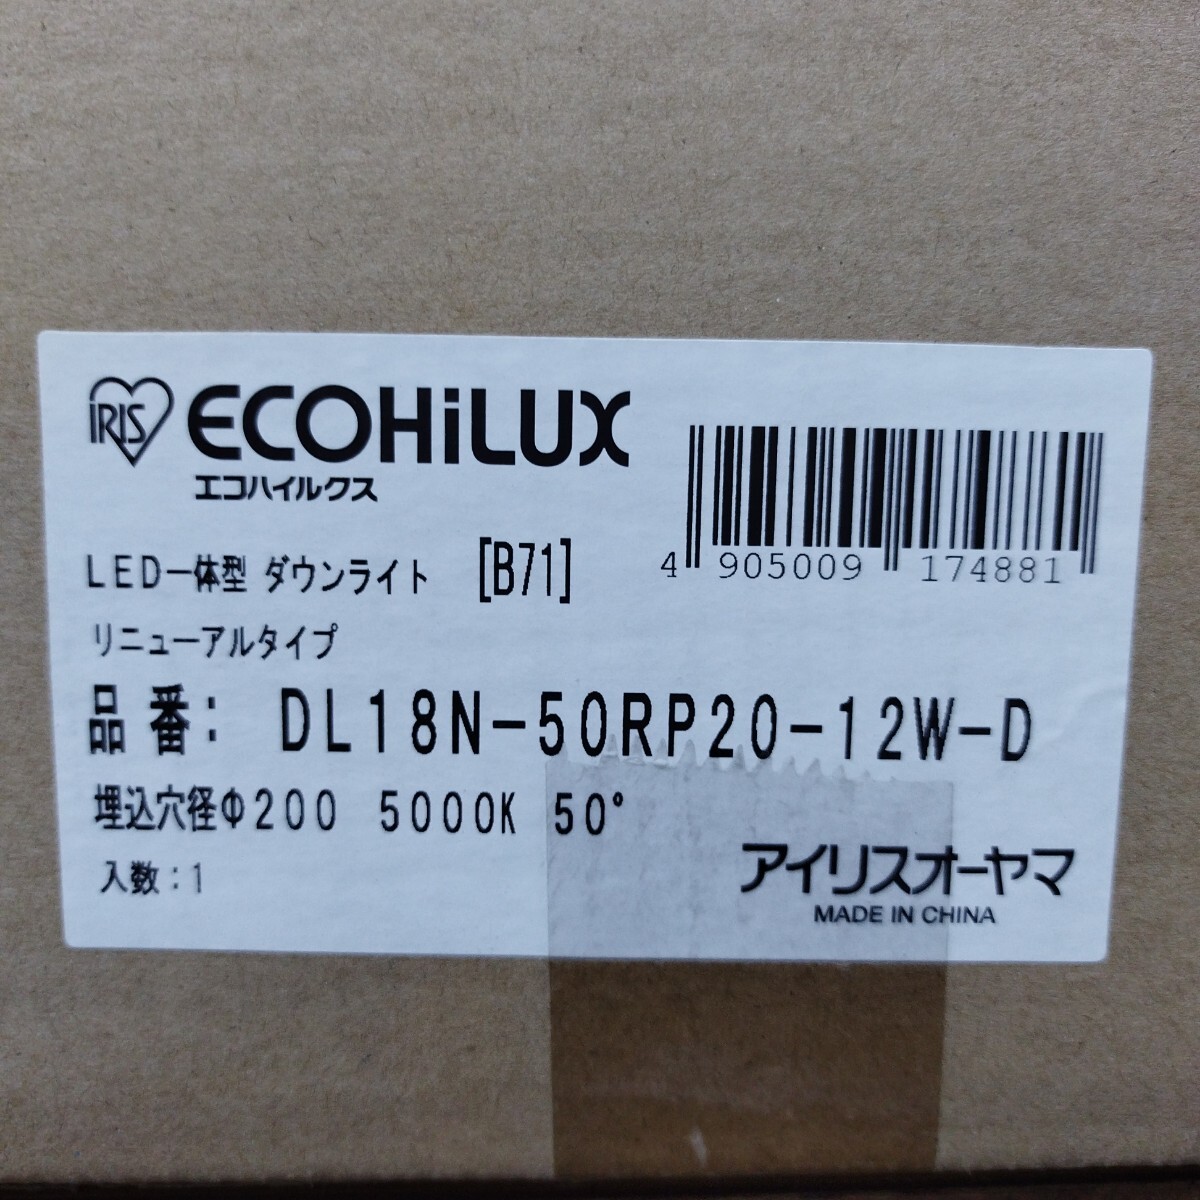 IRIS ECOHiLUX
エコハイルクス
4 905009 174881
LED一体型 ダウンライト [B71]
リニューアルタイプ
品番: DL18N-50RP20-12W-D
埋込穴径Φ200 5000K 50°
入数:1
アイリスオーヤマ
MADE IN CHINA